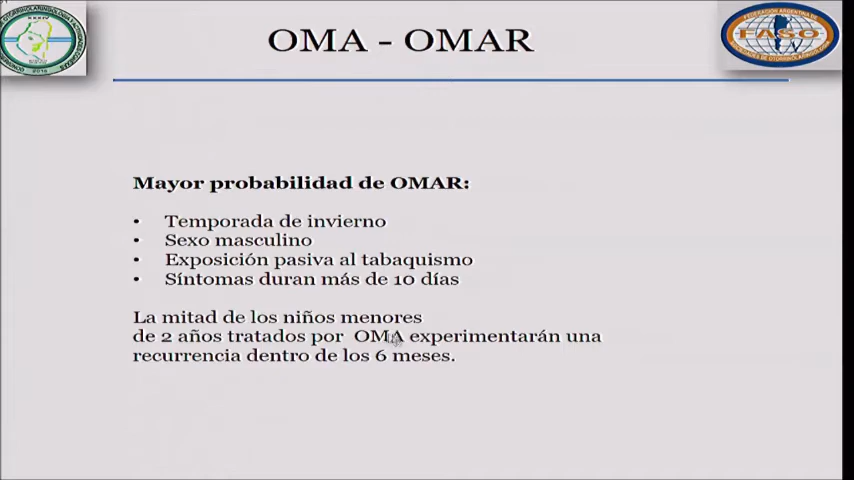 OMA - OMAR
FASO
Mayor probabilidad de OMAR:
• Temporada de invierno
• Sexo masculino
• Exposición pasiva al tabaquismo
• Síntomas duran más de 10 días
La mitad de los niños menores
de 2 años tratados por OMA experimentarán una
recurrencia dentro de los 6 meses.